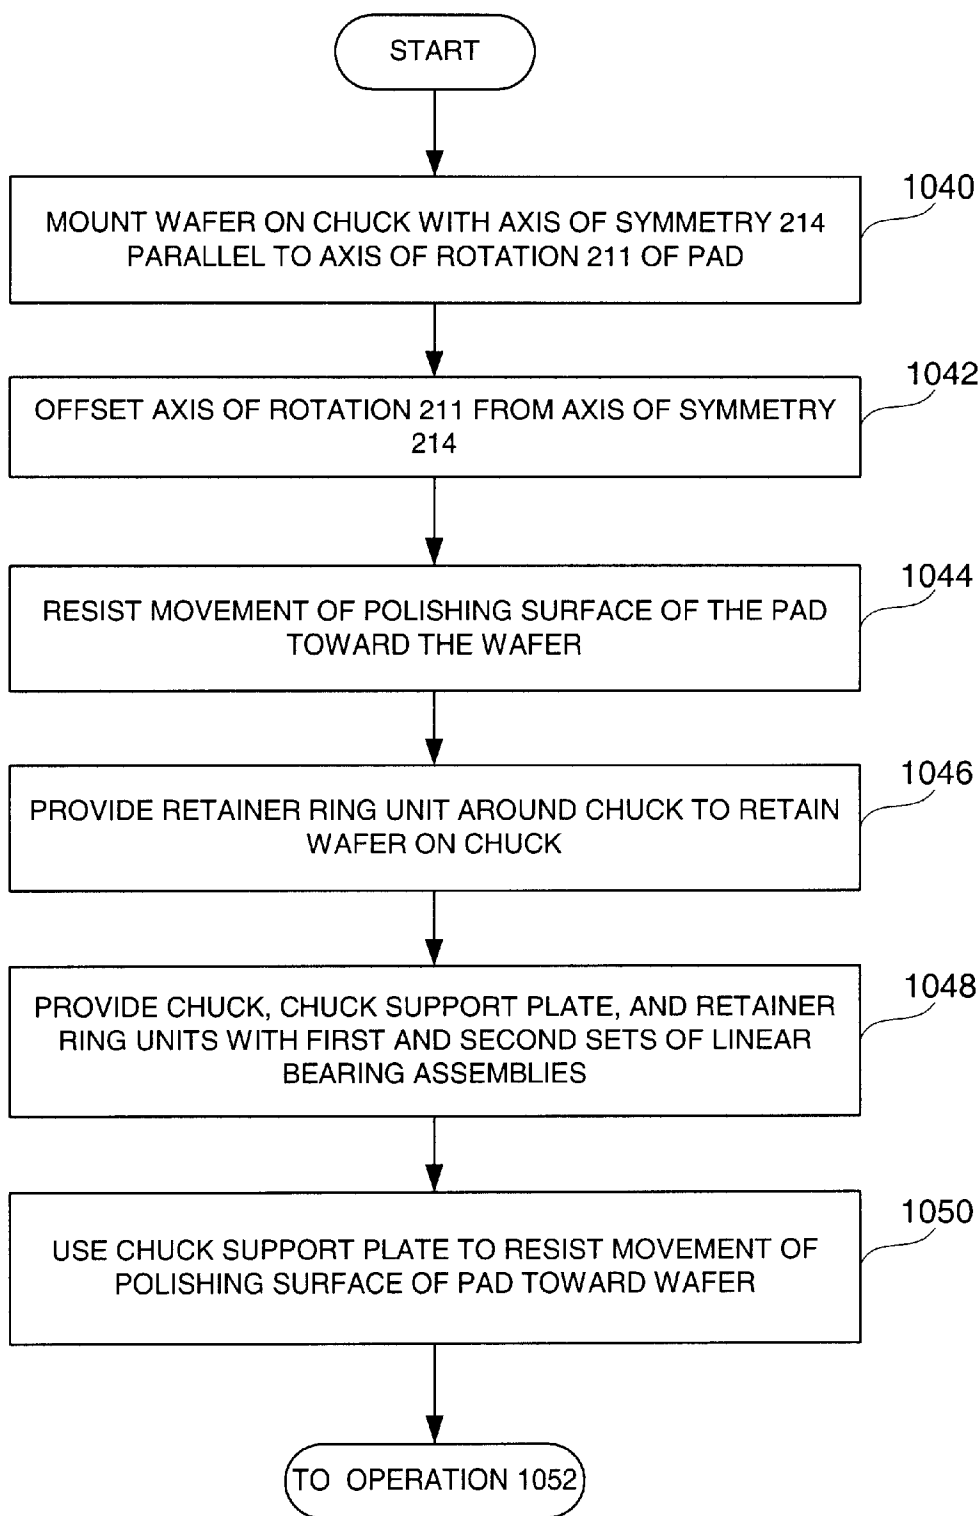 START
1040
MOUNT WAFER ON CHUCK WITH AXIS OF SYMMETRY 214
PARALLEL TO AXIS OF ROTATION 211 OF PAD
1042
OFFSET AXIS OF ROTATION 211 FROM AXIS OF SYMMETRY
214
1044
RESIST MOVEMENT OF POLISHING SURFACE OF THE PAD
TOWARD THE WAFER
1046
PROVIDE RETAINER RING UNIT AROUND CHUCK TO RETAIN
WAFER ON CHUCK
1048
PROVIDE CHUCK, CHUCK SUPPORT PLATE, AND RETAINER
RING UNITS WITH FIRST AND SECOND SETS OF LINEAR
BEARING ASSEMBLIES
1050
USE CHUCK SUPPORT PLATE TO RESIST MOVEMENT OF
POLISHING SURFACE OF PAD TOWARD WAFER
TO OPERATION 1052